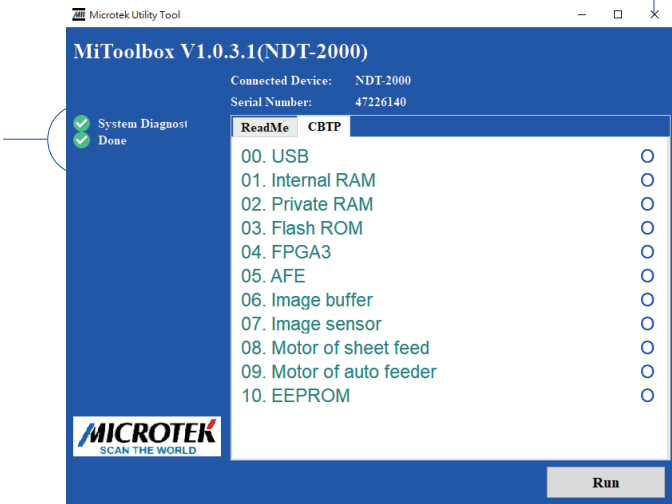 Microtek Utility Tool
MiToolbox V1.0.3.1(NDT-2000)
Connected Device: NDT-2000
Serial Number: 47226140
System Diagnost
Done
ReadMe CBTP
00. USB O
01. Internal RAM O
02. Private RAM O
03. Flash ROM O
04. FPGA3 O
05. AFE O
06. Image buffer O
07. Image sensor O
08. Motor of sheet feed O
09. Motor of auto feeder O
10. EEPROM O
MICROTEK
SCAN THE WORLD
Run